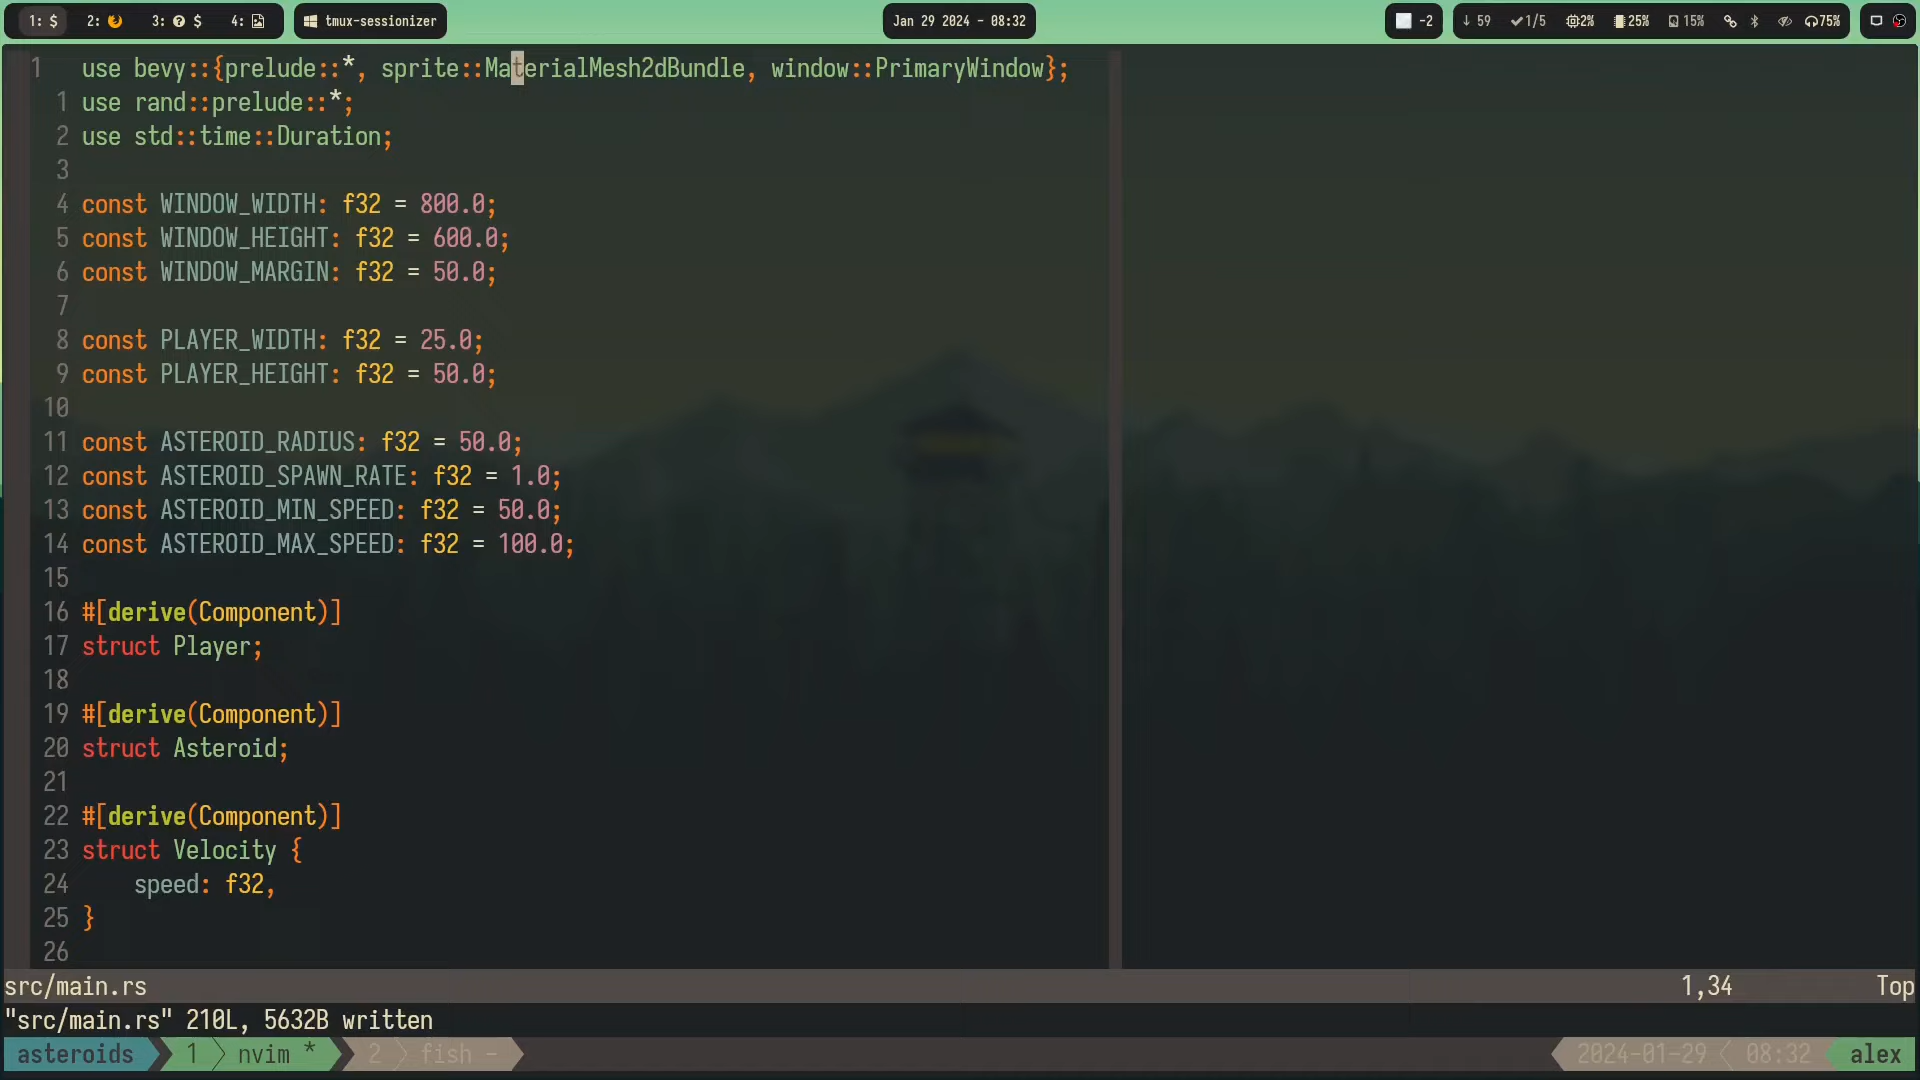 1: $ 2: 3: $ 4: tmux-sessionizer Jan 29 2024 - 08:32 -2 ↓ 59 ✓1/5 2% 25% 15% 75%
1 use bevy::{prelude::*, sprite::MaterialMesh2dBundle, window::PrimaryWindow};
1 use rand::prelude::*;
2 use std::time::Duration;
3
4 const WINDOW_WIDTH: f32 = 800.0;
5 const WINDOW_HEIGHT: f32 = 600.0;
6 const WINDOW_MARGIN: f32 = 50.0;
7
8 const PLAYER_WIDTH: f32 = 25.0;
9 const PLAYER_HEIGHT: f32 = 50.0;
10
11 const ASTEROID_RADIUS: f32 = 50.0;
12 const ASTEROID_SPAWN_RATE: f32 = 1.0;
13 const ASTEROID_MIN_SPEED: f32 = 50.0;
14 const ASTEROID_MAX_SPEED: f32 = 100.0;
15
16 #[derive(Component)]
17 struct Player;
18
19 #[derive(Component)]
20 struct Asteroid;
21
22 #[derive(Component)]
23 struct Velocity {
24     speed: f32,
25 }
26
src/main.rs 1,34 Top
"src/main.rs" 210L, 5632B written
asteroids 1 nvim * 2 fish - 2024-01-29 08:32 alex